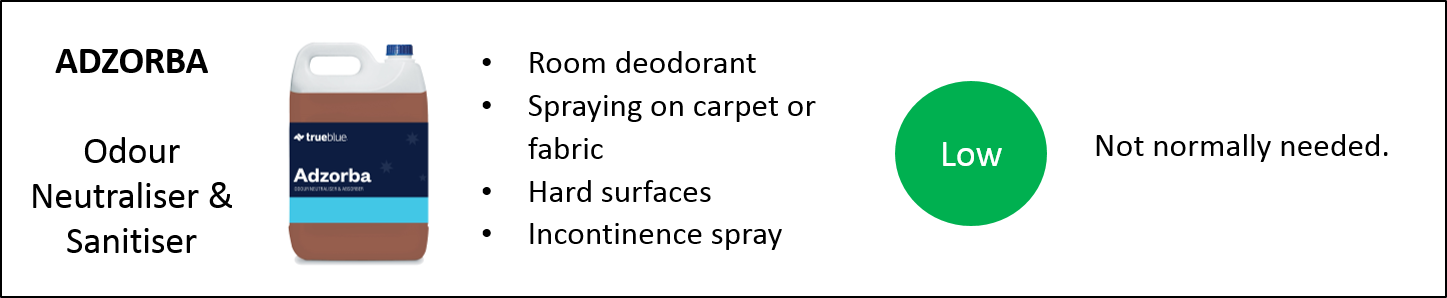 ADZORBA
Odour
Neutraliser &
Sanitiser
trueblue
Adzorba
ODOUR NEUTRALISER & ADSORBER
• Room deodorant
• Spraying on carpet or
fabric
• Hard surfaces
• Incontinence spray
Low
Not normally needed.